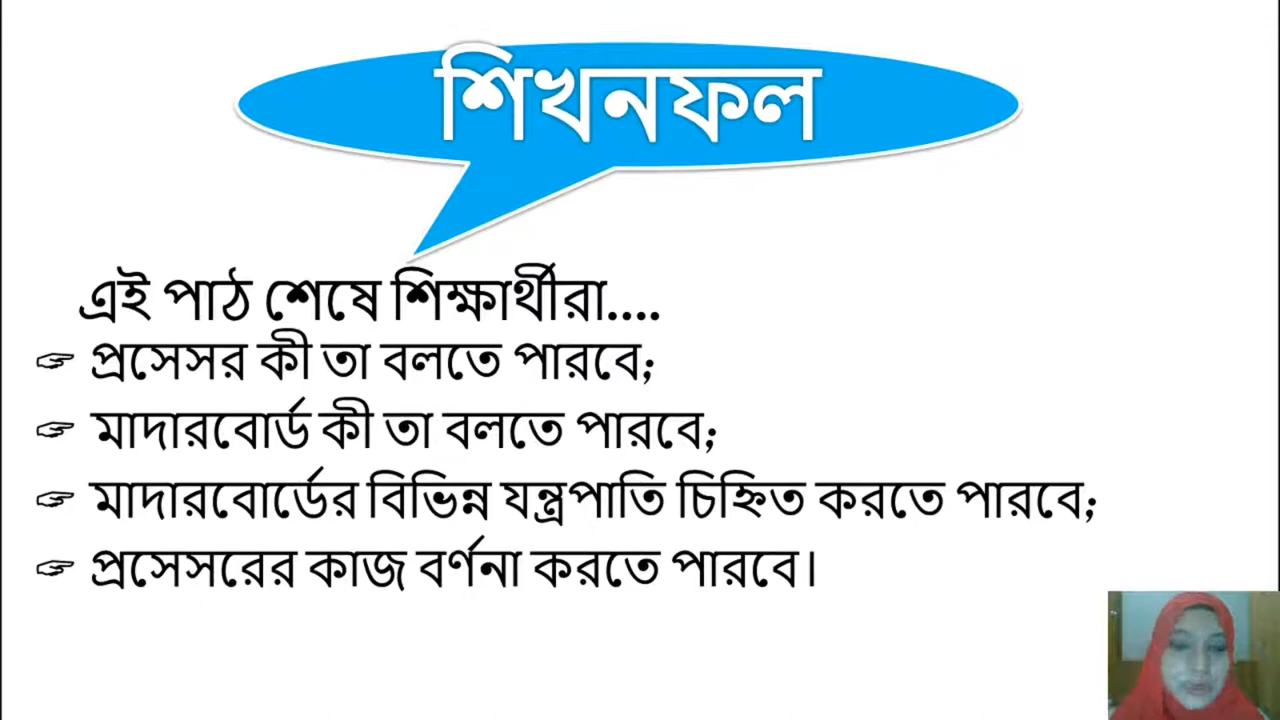 শিখনফল
এই পাঠ শেষে শিক্ষার্থীরা....
☞ প্রসেসর কী তা বলতে পারবে;
☞ মাদারবোর্ড কী তা বলতে পারবে;
☞ মাদারবোর্ডের বিভিন্ন যন্ত্রপাতি চিহ্নিত করতে পারবে;
☞ প্রসেসরের কাজ বর্ণনা করতে পারবে।